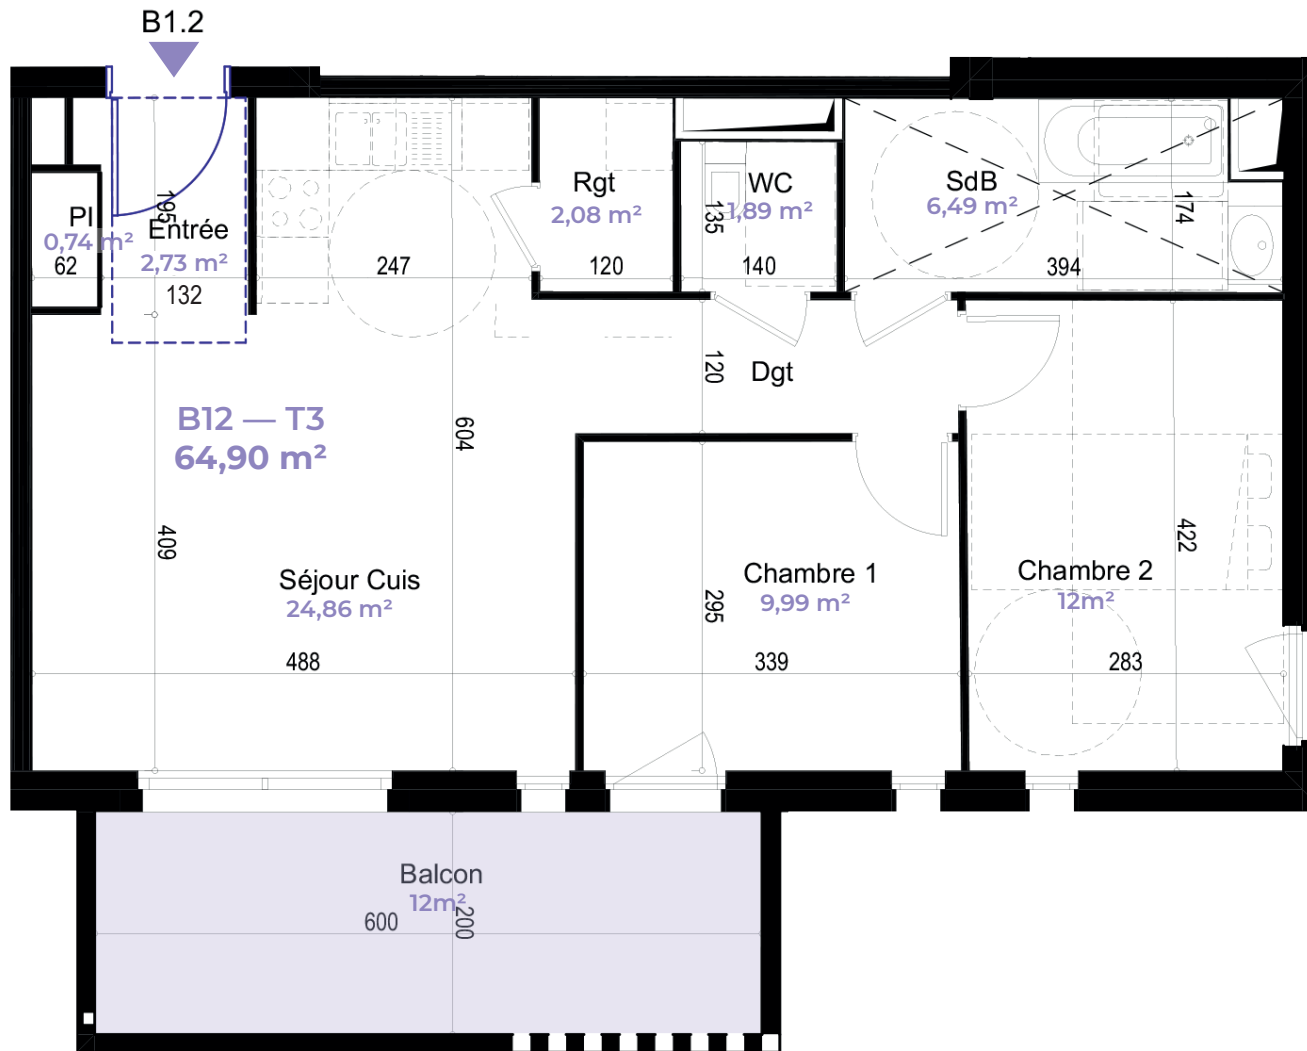 B1.2
Pl
0,74 m²
62
195
Entrée
2,73 m²
132
247
Rgt
2,08 m²
120
WC
1,89 m²
135
140
SdB
6,49 m²
174
394
120
Dgt
B12 — T3
64,90 m²
604
409
Séjour Cuis
24,86 m²
488
Chambre 1
9,99 m²
295
339
Chambre 2
12m²
422
283
Balcon
12m²
600
200